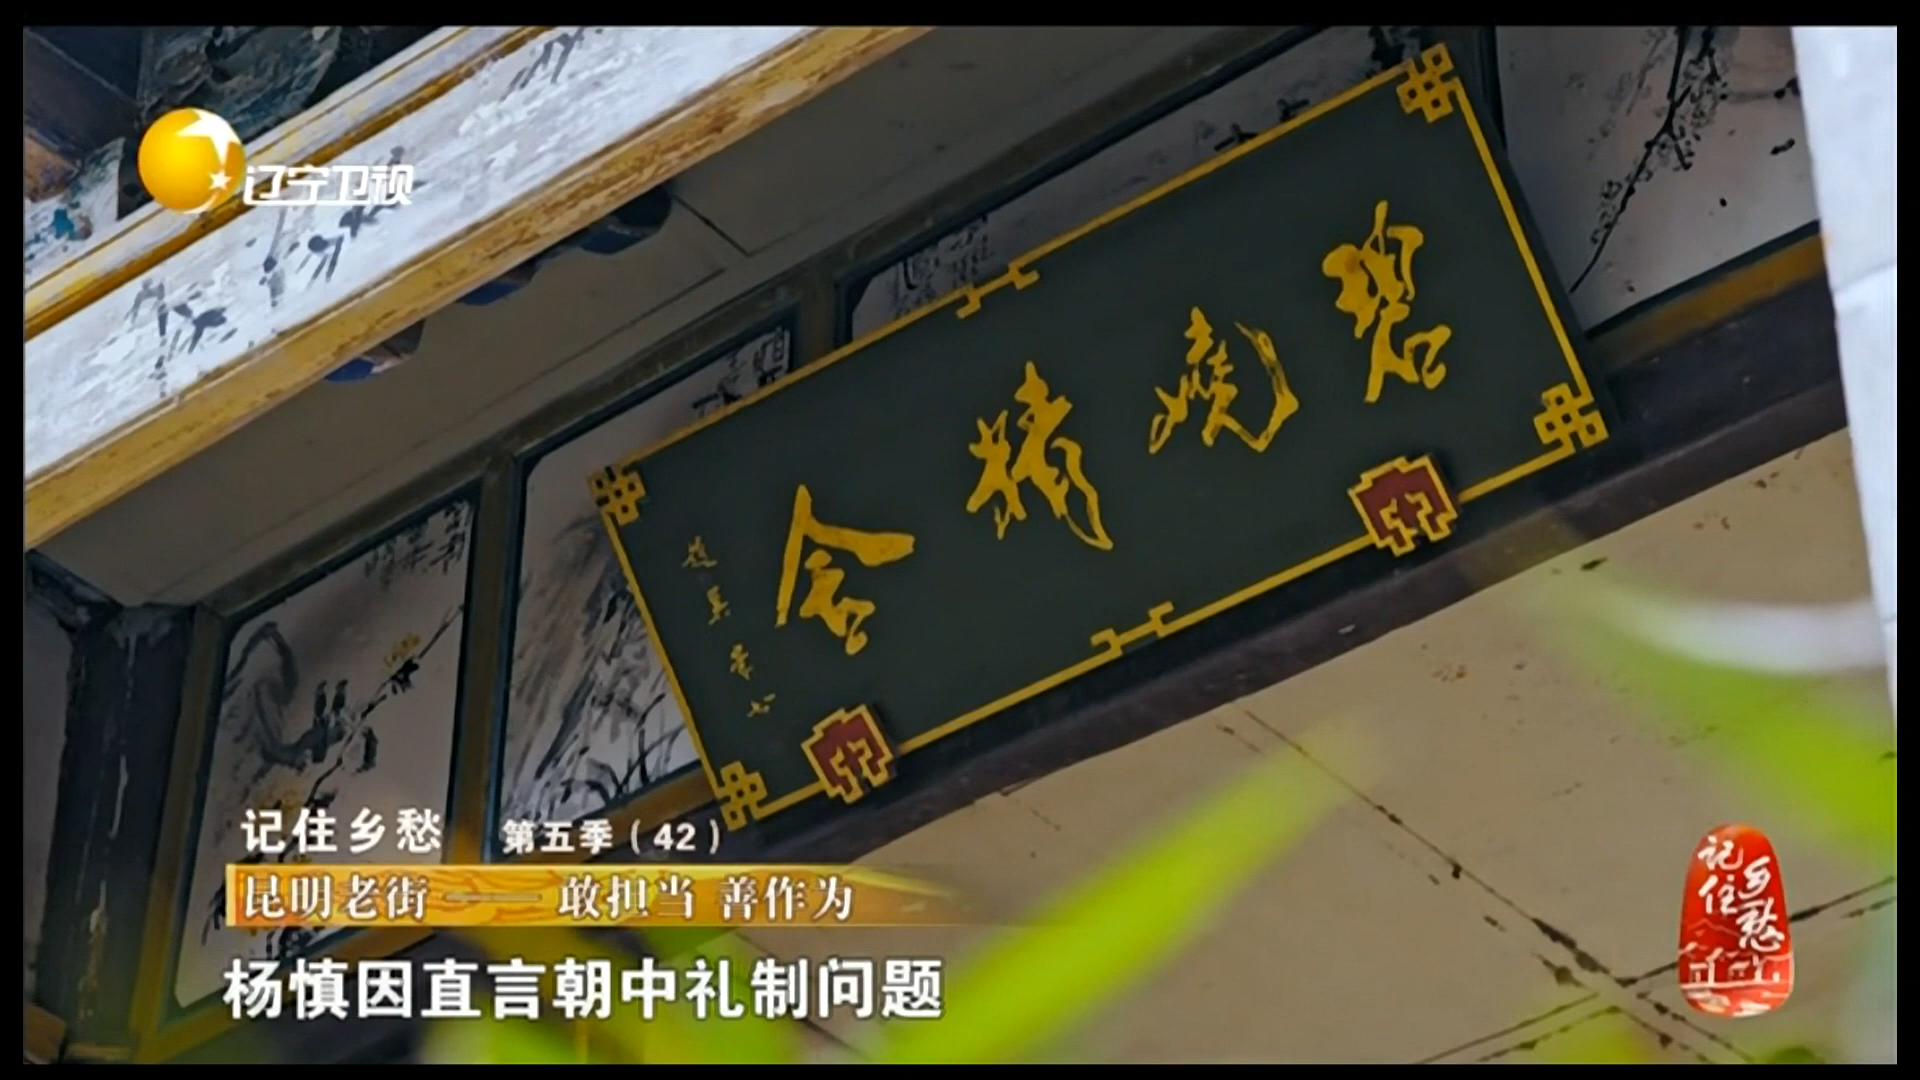 辽宁卫视
碧峣精舍
记住乡愁 第五季（42）
昆明老街——敢担当 善作为
杨慎因直言朝中礼制问题
记住乡愁